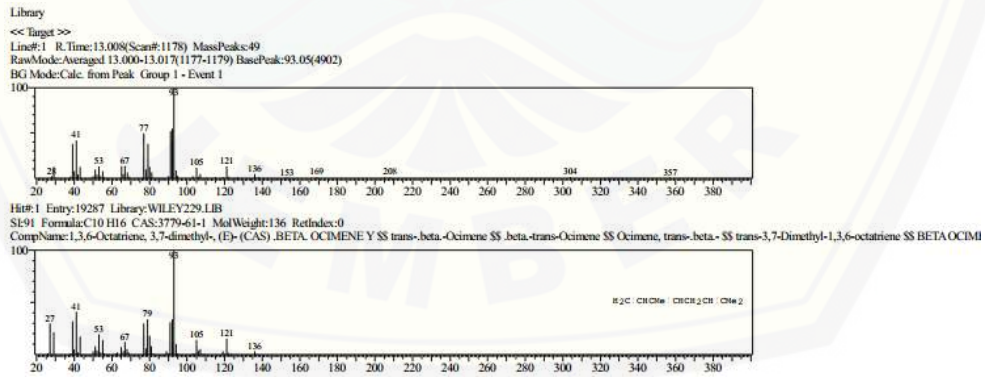 Library
<< Target >>
Line#:1 R.Time:13.008(Scan#:1178) MassPeaks:49
RawMode:Averaged 13.000-13.017(1177-1179) BasePeak:93.05(4902)
BG Mode:Calc. from Peak Group 1 - Event 1
100
93
77
41
28 53 67 105 121 136 153 169 208 304 357
20 40 60 80 100 120 140 160 180 200 220 240 260 280 300 320 340 360 380
Hit#:1 Entry:19287 Library:WILEY229.LIB
SI:91 Formula:C10 H16 CAS:3779-61-1 MolWeight:136 RetIndex:0
CompName:1,3,6-Octatriene, 3,7-dimethyl-, (E)- (CAS) .BETA. OCIMENE Y $$ trans-.beta.-Ocimene $$ .beta.-trans-Ocimene $$ Ocimene, trans-.beta.- $$ trans-3,7-Dimethyl-1,3,6-octatriene $$ BETA OCIME
100
93
H2C : CHCMe : CHCH2CH : CMe2
41 79
27 53 67 105 121 136
20 40 60 80 100 120 140 160 180 200 220 240 260 280 300 320 340 360 380